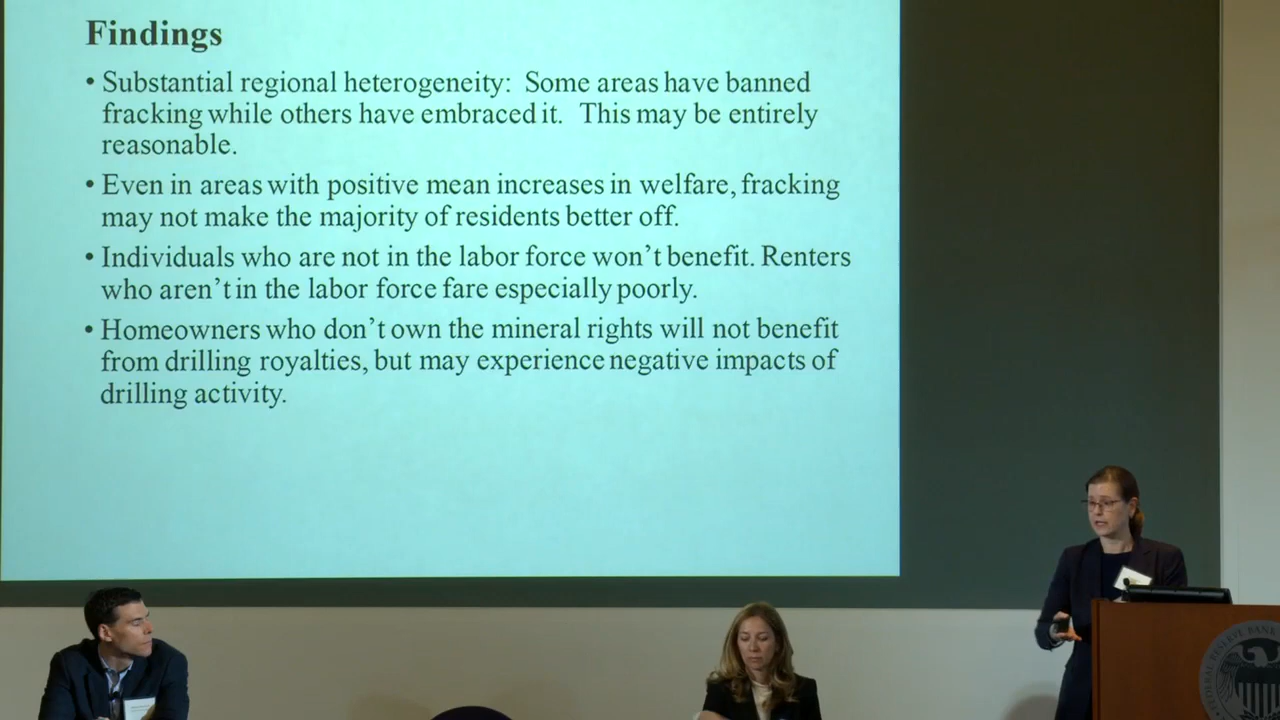 Findings
• Substantial regional heterogeneity: Some areas have banned
fracking while others have embraced it. This may be entirely
reasonable.
• Even in areas with positive mean increases in welfare, fracking
may not make the majority of residents better off.
• Individuals who are not in the labor force won't benefit. Renters
who aren't in the labor force fare especially poorly.
• Homeowners who don't own the mineral rights will not benefit
from drilling royalties, but may experience negative impacts of
drilling activity.
FEDERAL RESERVE BANK